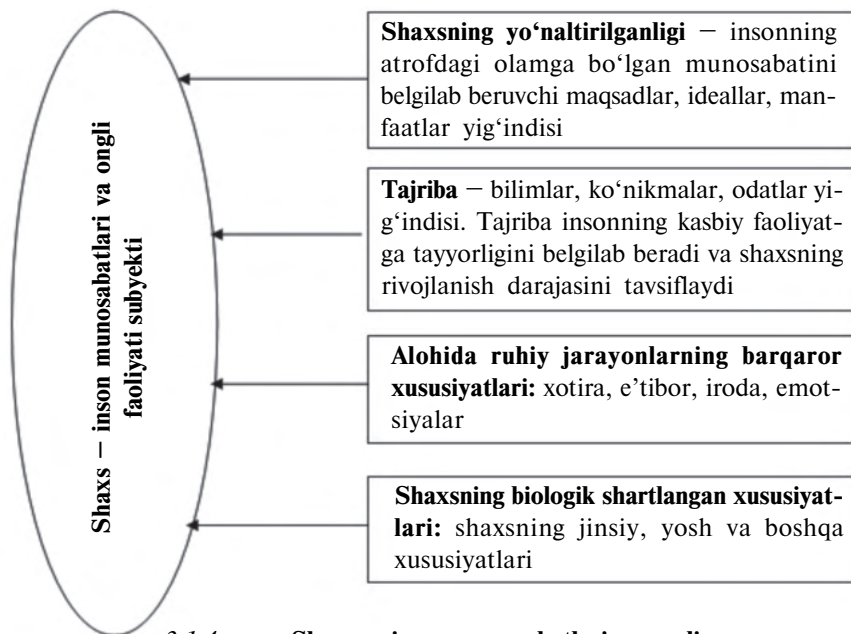 Shaxs — inson munosabatlari va ongli
faoliyati subyekti
Shaxsning yo‘naltirilganligi — insonning
atrofdagi olamga bo‘lgan munosabatini
belgilab beruvchi maqsadlar, ideallar, man-
faatlar yig‘indisi
Tajriba — bilimlar, ko‘nikmalar, odatlar yi-
g‘indisi. Tajriba insonning kasbiy faoliyat-
ga tayyorligini belgilab beradi va shaxsning
rivojlanish darajasini tavsiflaydi
Alohida ruhiy jarayonlarning barqaror
xususiyatlari: xotira, e’tibor, iroda, emot-
siyalar
Shaxsning biologik shartlangan xususiyat-
lari: shaxsning jinsiy, yosh va boshqa
xususiyatlari